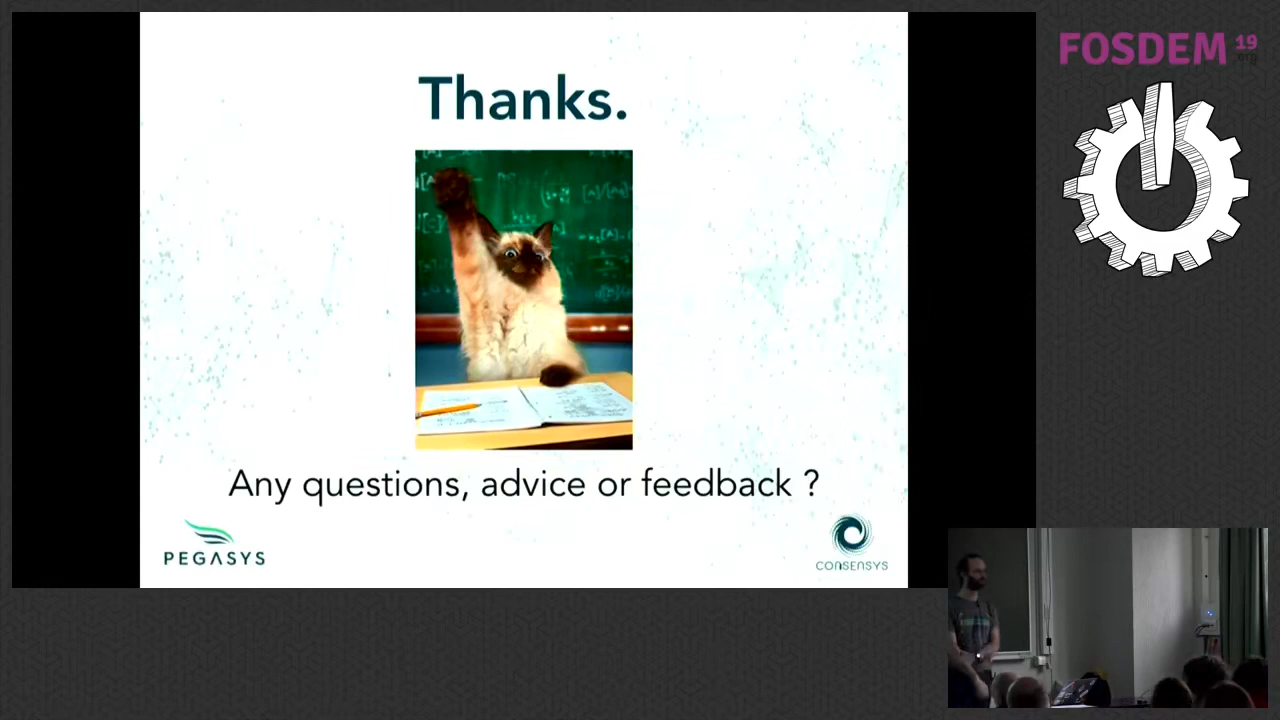 Thanks.
Any questions, advice or feedback ?
PEGASYS
CONSENSYS
FOSDEM 19
.org